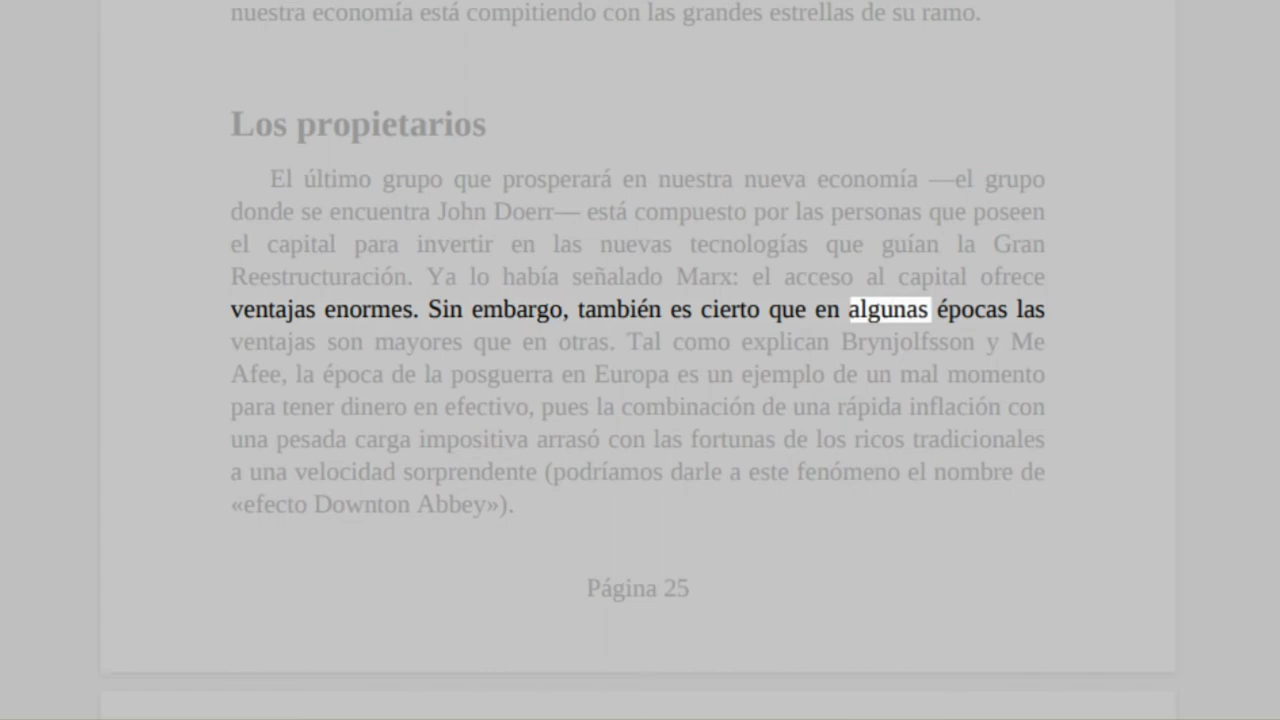 nuestra economía está compitiendo con las grandes estrellas de su ramo.
Los propietarios
El último grupo que prosperará en nuestra nueva economía —el grupo
donde se encuentra John Doerr— está compuesto por las personas que poseen
el capital para invertir en las nuevas tecnologías que guían la Gran
Reestructuración. Ya lo había señalado Marx: el acceso al capital ofrece
ventajas enormes. Sin embargo, también es cierto que en algunas épocas las
ventajas son mayores que en otras. Tal como explican Brynjolfsson y Me
Afee, la época de la posguerra en Europa es un ejemplo de un mal momento
para tener dinero en efectivo, pues la combinación de una rápida inflación con
una pesada carga impositiva arrasó con las fortunas de los ricos tradicionales
a una velocidad sorprendente (podríamos darle a este fenómeno el nombre de
«efecto Downton Abbey»).
Página 25